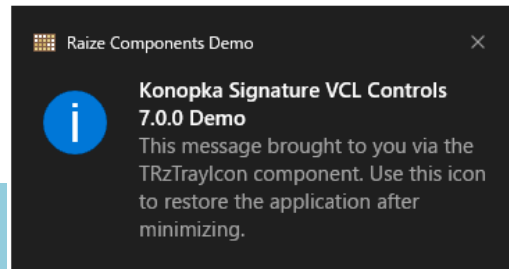 Raize Components Demo
Konopka Signature VCL Controls
7.0.0 Demo
This message brought to you via the
TRzTrayIcon component. Use this icon
to restore the application after
minimizing.